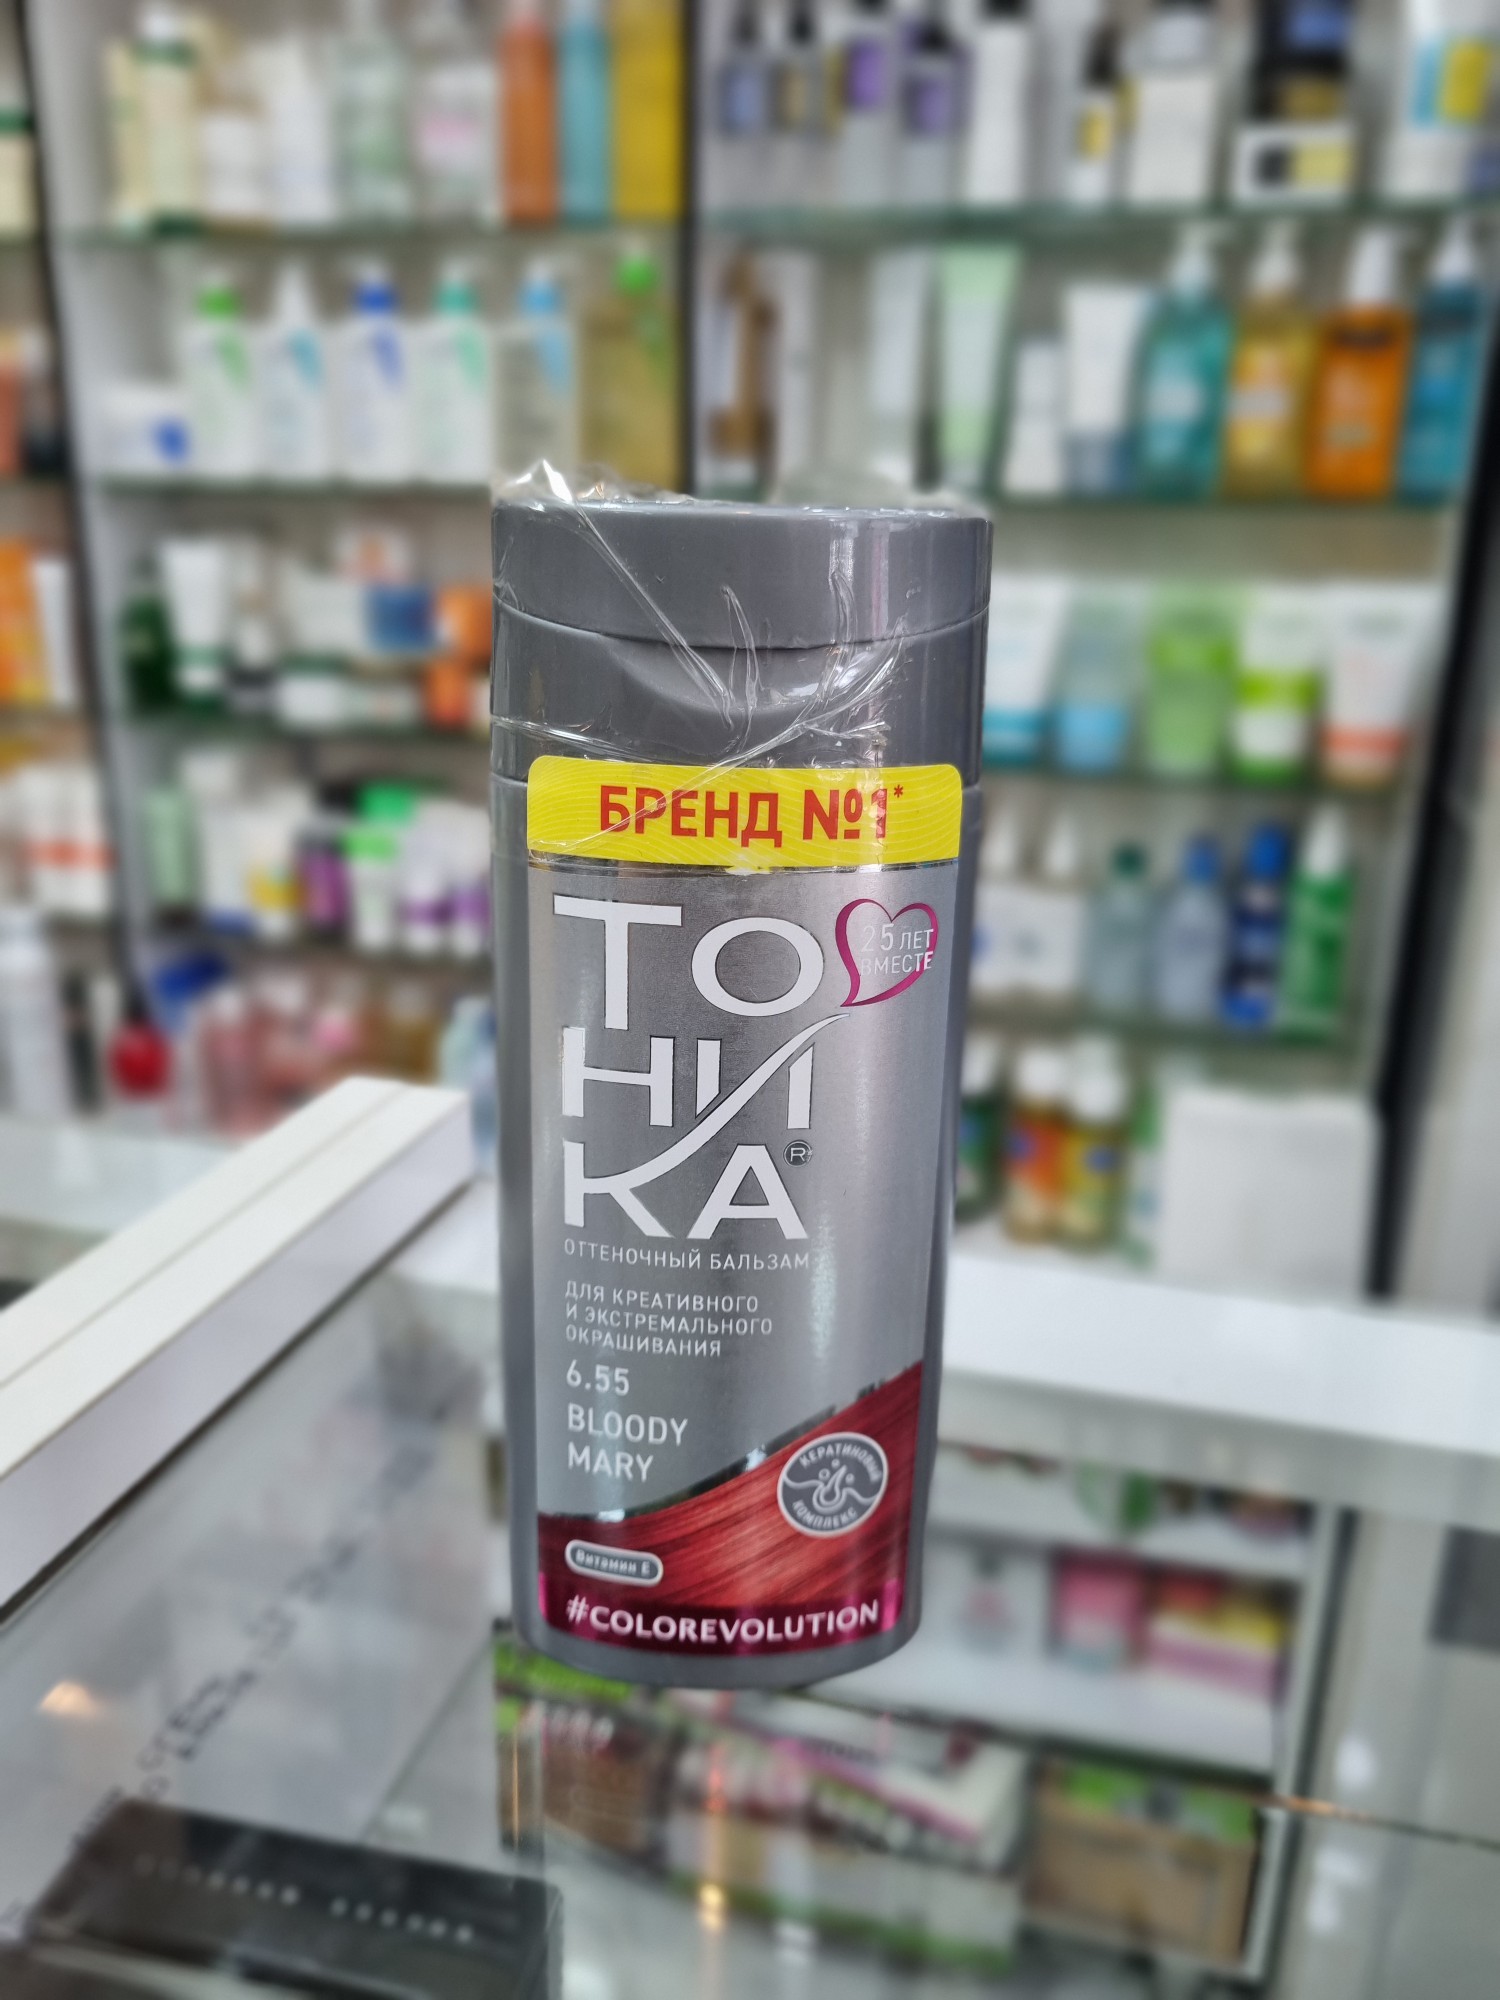 БРЕНД №1*
ТО
НИ
КА®
25 ЛЕТ
ВМЕСТЕ
ОТТЕНОЧНЫЙ БАЛЬЗАМ
ДЛЯ КРЕАТИВНОГО
И ЭКСТРЕМАЛЬНОГО
ОКРАШИВАНИЯ
6.55
BLOODY
MARY
КЕРАТИНОВЫЙ
КОМПЛЕКС
Витамин Е
#COLOREVOLUTION